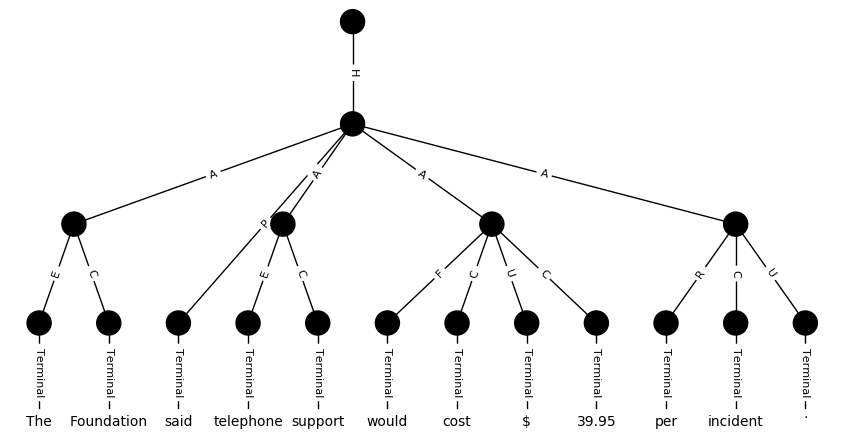 H
A A A A
P
E C E C F C U C R C U
Terminal Terminal Terminal Terminal Terminal Terminal Terminal Terminal Terminal Terminal Terminal Terminal
The Foundation said telephone support would cost $ 39.95 per incident .